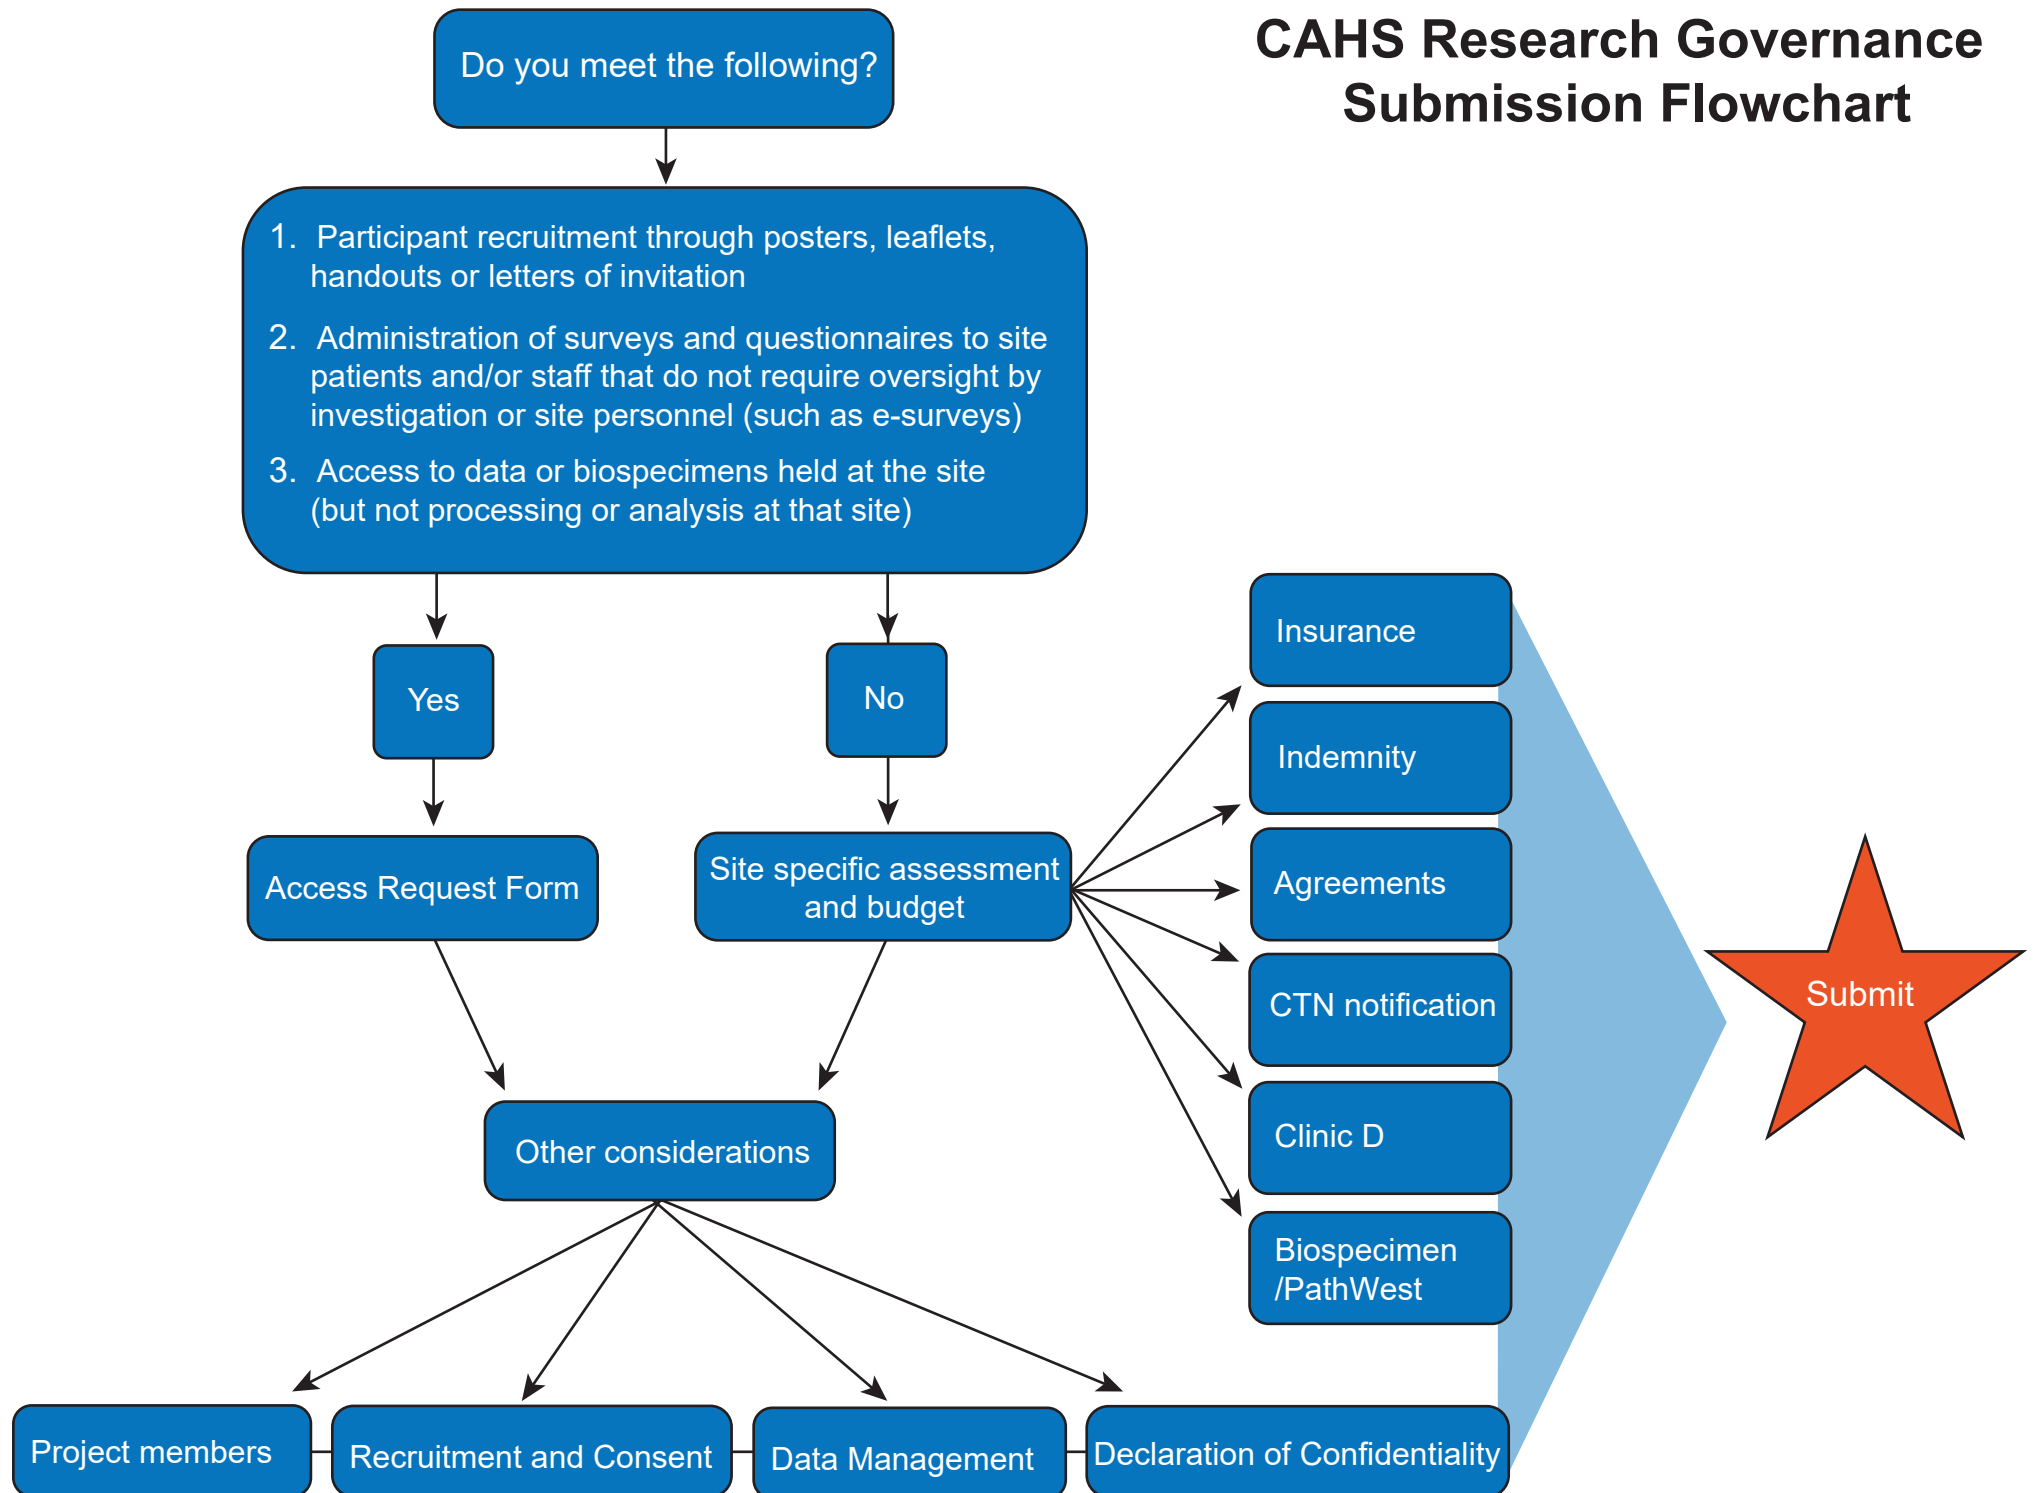 CAHS Research Governance
Submission Flowchart
Do you meet the following?
1. Participant recruitment through posters, leaflets,
handouts or letters of invitation
2. Administration of surveys and questionnaires to site
patients and/or staff that do not require oversight by
investigation or site personnel (such as e-surveys)
3. Access to data or biospecimens held at the site
(but not processing or analysis at that site)
Yes
No
Access Request Form
Site specific assessment
and budget
Insurance
Indemnity
Agreements
CTN notification
Clinic D
Biospecimen
/PathWest
Submit
Other considerations
Project members
Recruitment and Consent
Data Management
Declaration of Confidentiality